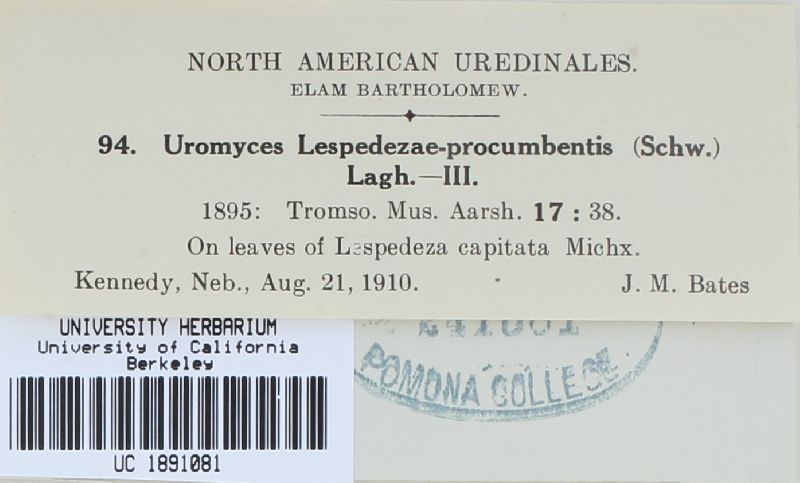 NORTH AMERICAN UREDINALES.
ELAM BARTHOLOMEW.
94. Uromyces Lespedezae-procumbentis (Schw.)
Lagh.—III.
1895: Tromso. Mus. Aarsh. 17 : 38.
On leaves of Lespedeza capitata Michx.
Kennedy, Neb., Aug. 21, 1910. J. M. Bates
UNIVERSITY HERBARIUM
University of California
Berkeley
UC 1891081
POMONA COLLEGE